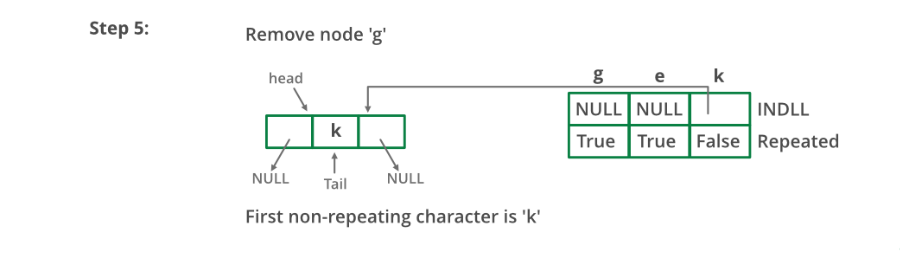 Step 5:
Remove node 'g'
head
g e k
NULL NULL INDLL
k
True True False Repeated
NULL Tail NULL
First non-repeating character is 'k'